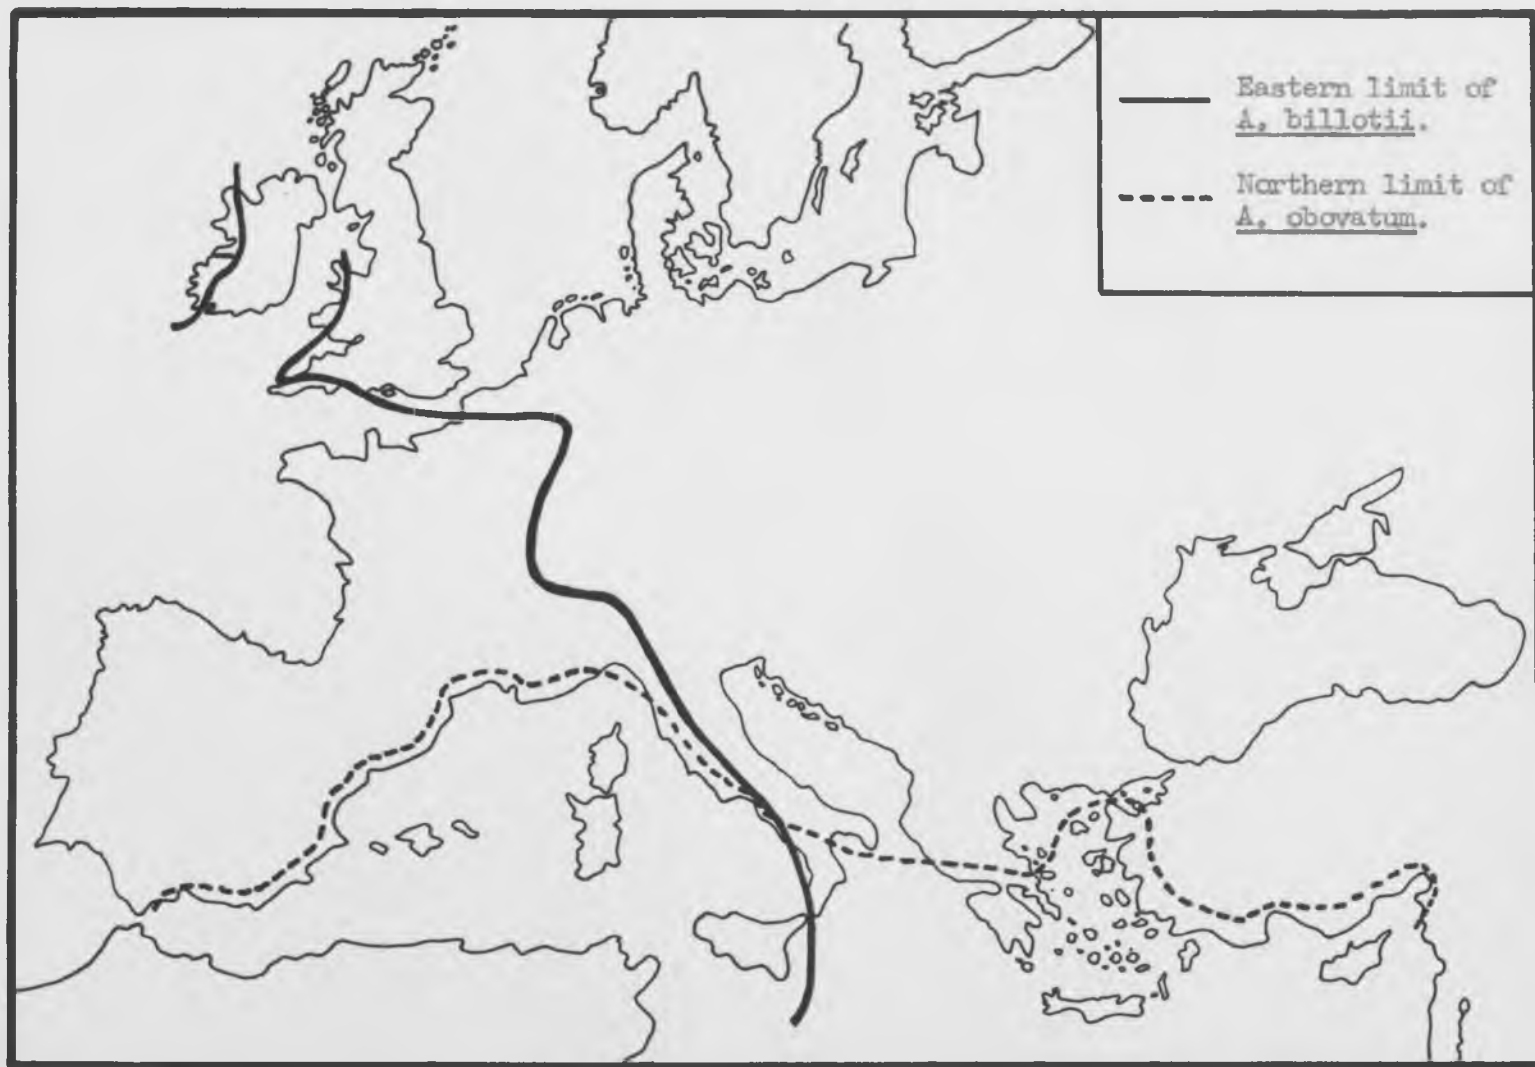 Eastern limit of
A. billotii.
Northern limit of
A. obovatum.